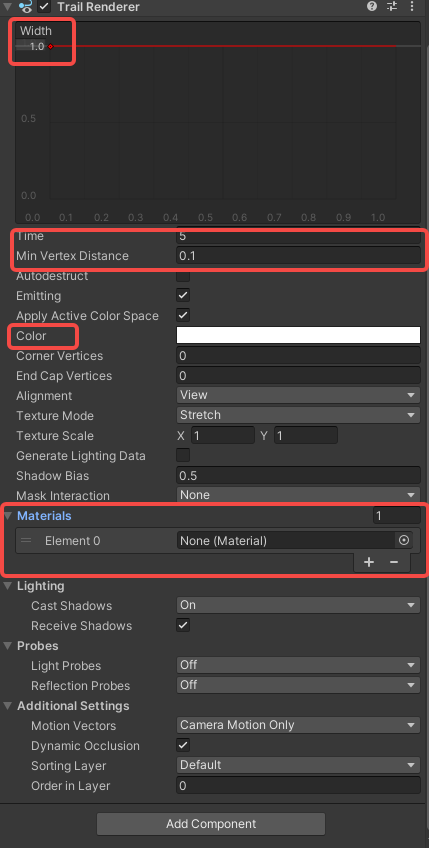 Trail Renderer
Width
1.0
0.5
0.0
0.0 0.1 0.2 0.3 0.4 0.5 0.6 0.7 0.8 0.9 1.0
Time 5
Min Vertex Distance 0.1
Autodestruct
Emitting
Apply Active Color Space
Color
Corner Vertices 0
End Cap Vertices 0
Alignment View
Texture Mode Stretch
Texture Scale X 1 Y 1
Generate Lighting Data
Shadow Bias 0.5
Mask Interaction None
Materials 1
Element 0 None (Material)
+ −
Lighting
Cast Shadows On
Receive Shadows
Probes
Light Probes Off
Reflection Probes Off
Additional Settings
Motion Vectors Camera Motion Only
Dynamic Occlusion
Sorting Layer Default
Order in Layer 0
Add Component